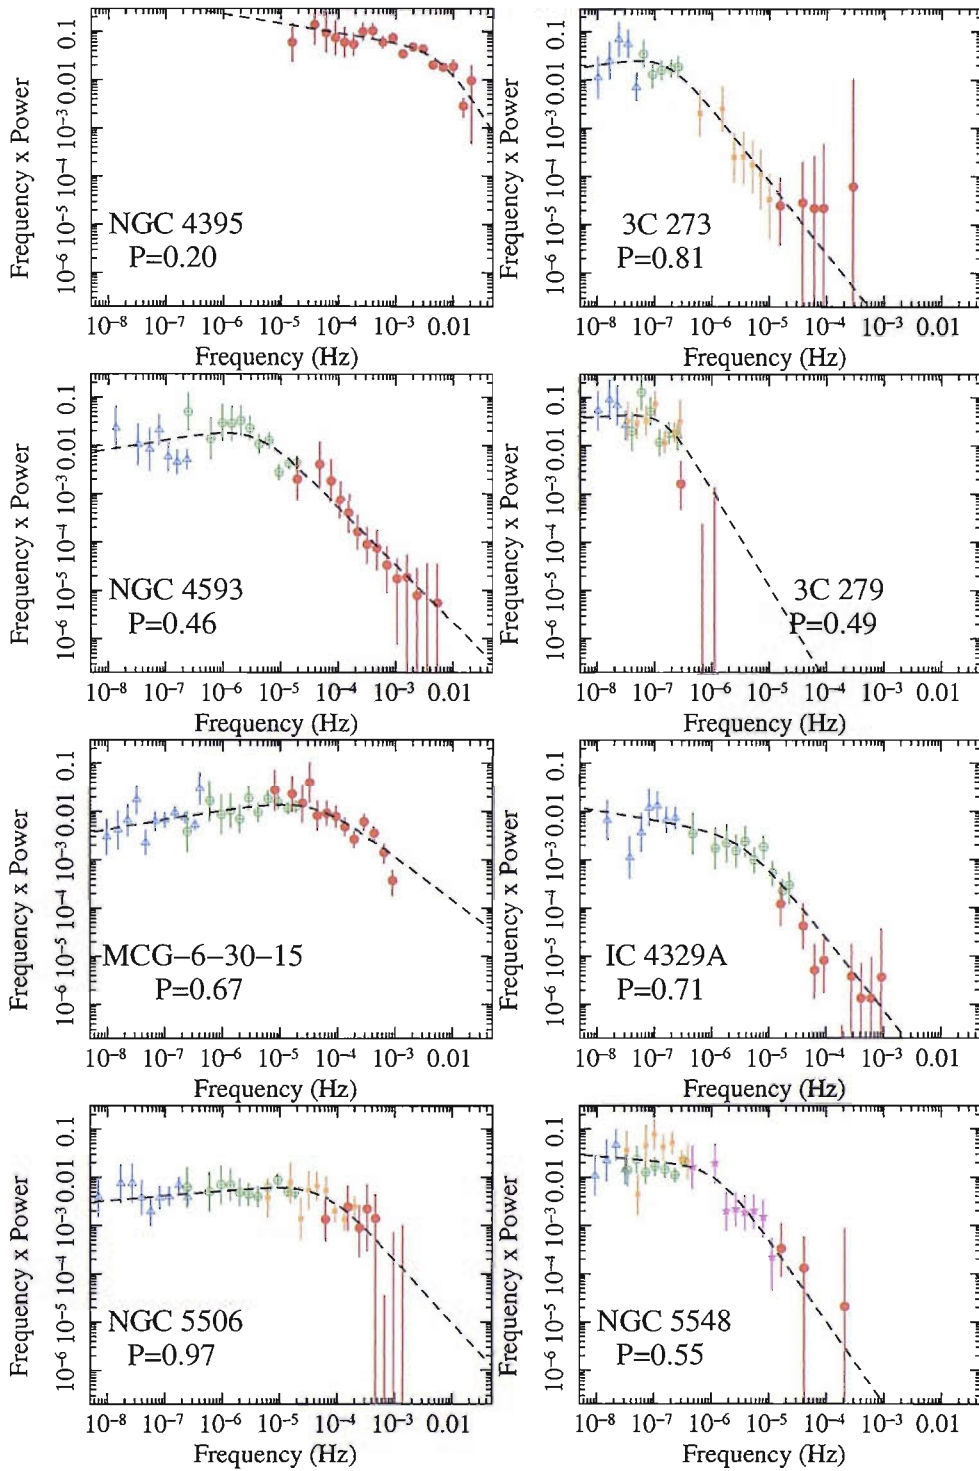 Frequency x Power
10⁻⁶ 10⁻⁵ 10⁻⁴ 10⁻³ 0.01 0.1
NGC 4395
P=0.20
10⁻⁸ 10⁻⁷ 10⁻⁶ 10⁻⁵ 10⁻⁴ 10⁻³ 0.01
Frequency (Hz)
Frequency x Power
10⁻⁶ 10⁻⁵ 10⁻⁴ 10⁻³ 0.01 0.1
3C 273
P=0.81
10⁻⁸ 10⁻⁷ 10⁻⁶ 10⁻⁵ 10⁻⁴ 10⁻³ 0.01
Frequency (Hz)
Frequency x Power
10⁻⁶ 10⁻⁵ 10⁻⁴ 10⁻³ 0.01 0.1
NGC 4593
P=0.46
10⁻⁸ 10⁻⁷ 10⁻⁶ 10⁻⁵ 10⁻⁴ 10⁻³ 0.01
Frequency (Hz)
Frequency x Power
10⁻⁶ 10⁻⁵ 10⁻⁴ 10⁻³ 0.01 0.1
3C 279
P=0.49
10⁻⁸ 10⁻⁷ 10⁻⁶ 10⁻⁵ 10⁻⁴ 10⁻³ 0.01
Frequency (Hz)
Frequency x Power
10⁻⁶ 10⁻⁵ 10⁻⁴ 10⁻³ 0.01 0.1
MCG–6–30–15
P=0.67
10⁻⁸ 10⁻⁷ 10⁻⁶ 10⁻⁵ 10⁻⁴ 10⁻³ 0.01
Frequency (Hz)
Frequency x Power
10⁻⁶ 10⁻⁵ 10⁻⁴ 10⁻³ 0.01 0.1
IC 4329A
P=0.71
10⁻⁸ 10⁻⁷ 10⁻⁶ 10⁻⁵ 10⁻⁴ 10⁻³ 0.01
Frequency (Hz)
Frequency x Power
10⁻⁶ 10⁻⁵ 10⁻⁴ 10⁻³ 0.01 0.1
NGC 5506
P=0.97
10⁻⁸ 10⁻⁷ 10⁻⁶ 10⁻⁵ 10⁻⁴ 10⁻³ 0.01
Frequency (Hz)
Frequency x Power
10⁻⁶ 10⁻⁵ 10⁻⁴ 10⁻³ 0.01 0.1
NGC 5548
P=0.55
10⁻⁸ 10⁻⁷ 10⁻⁶ 10⁻⁵ 10⁻⁴ 10⁻³ 0.01
Frequency (Hz)